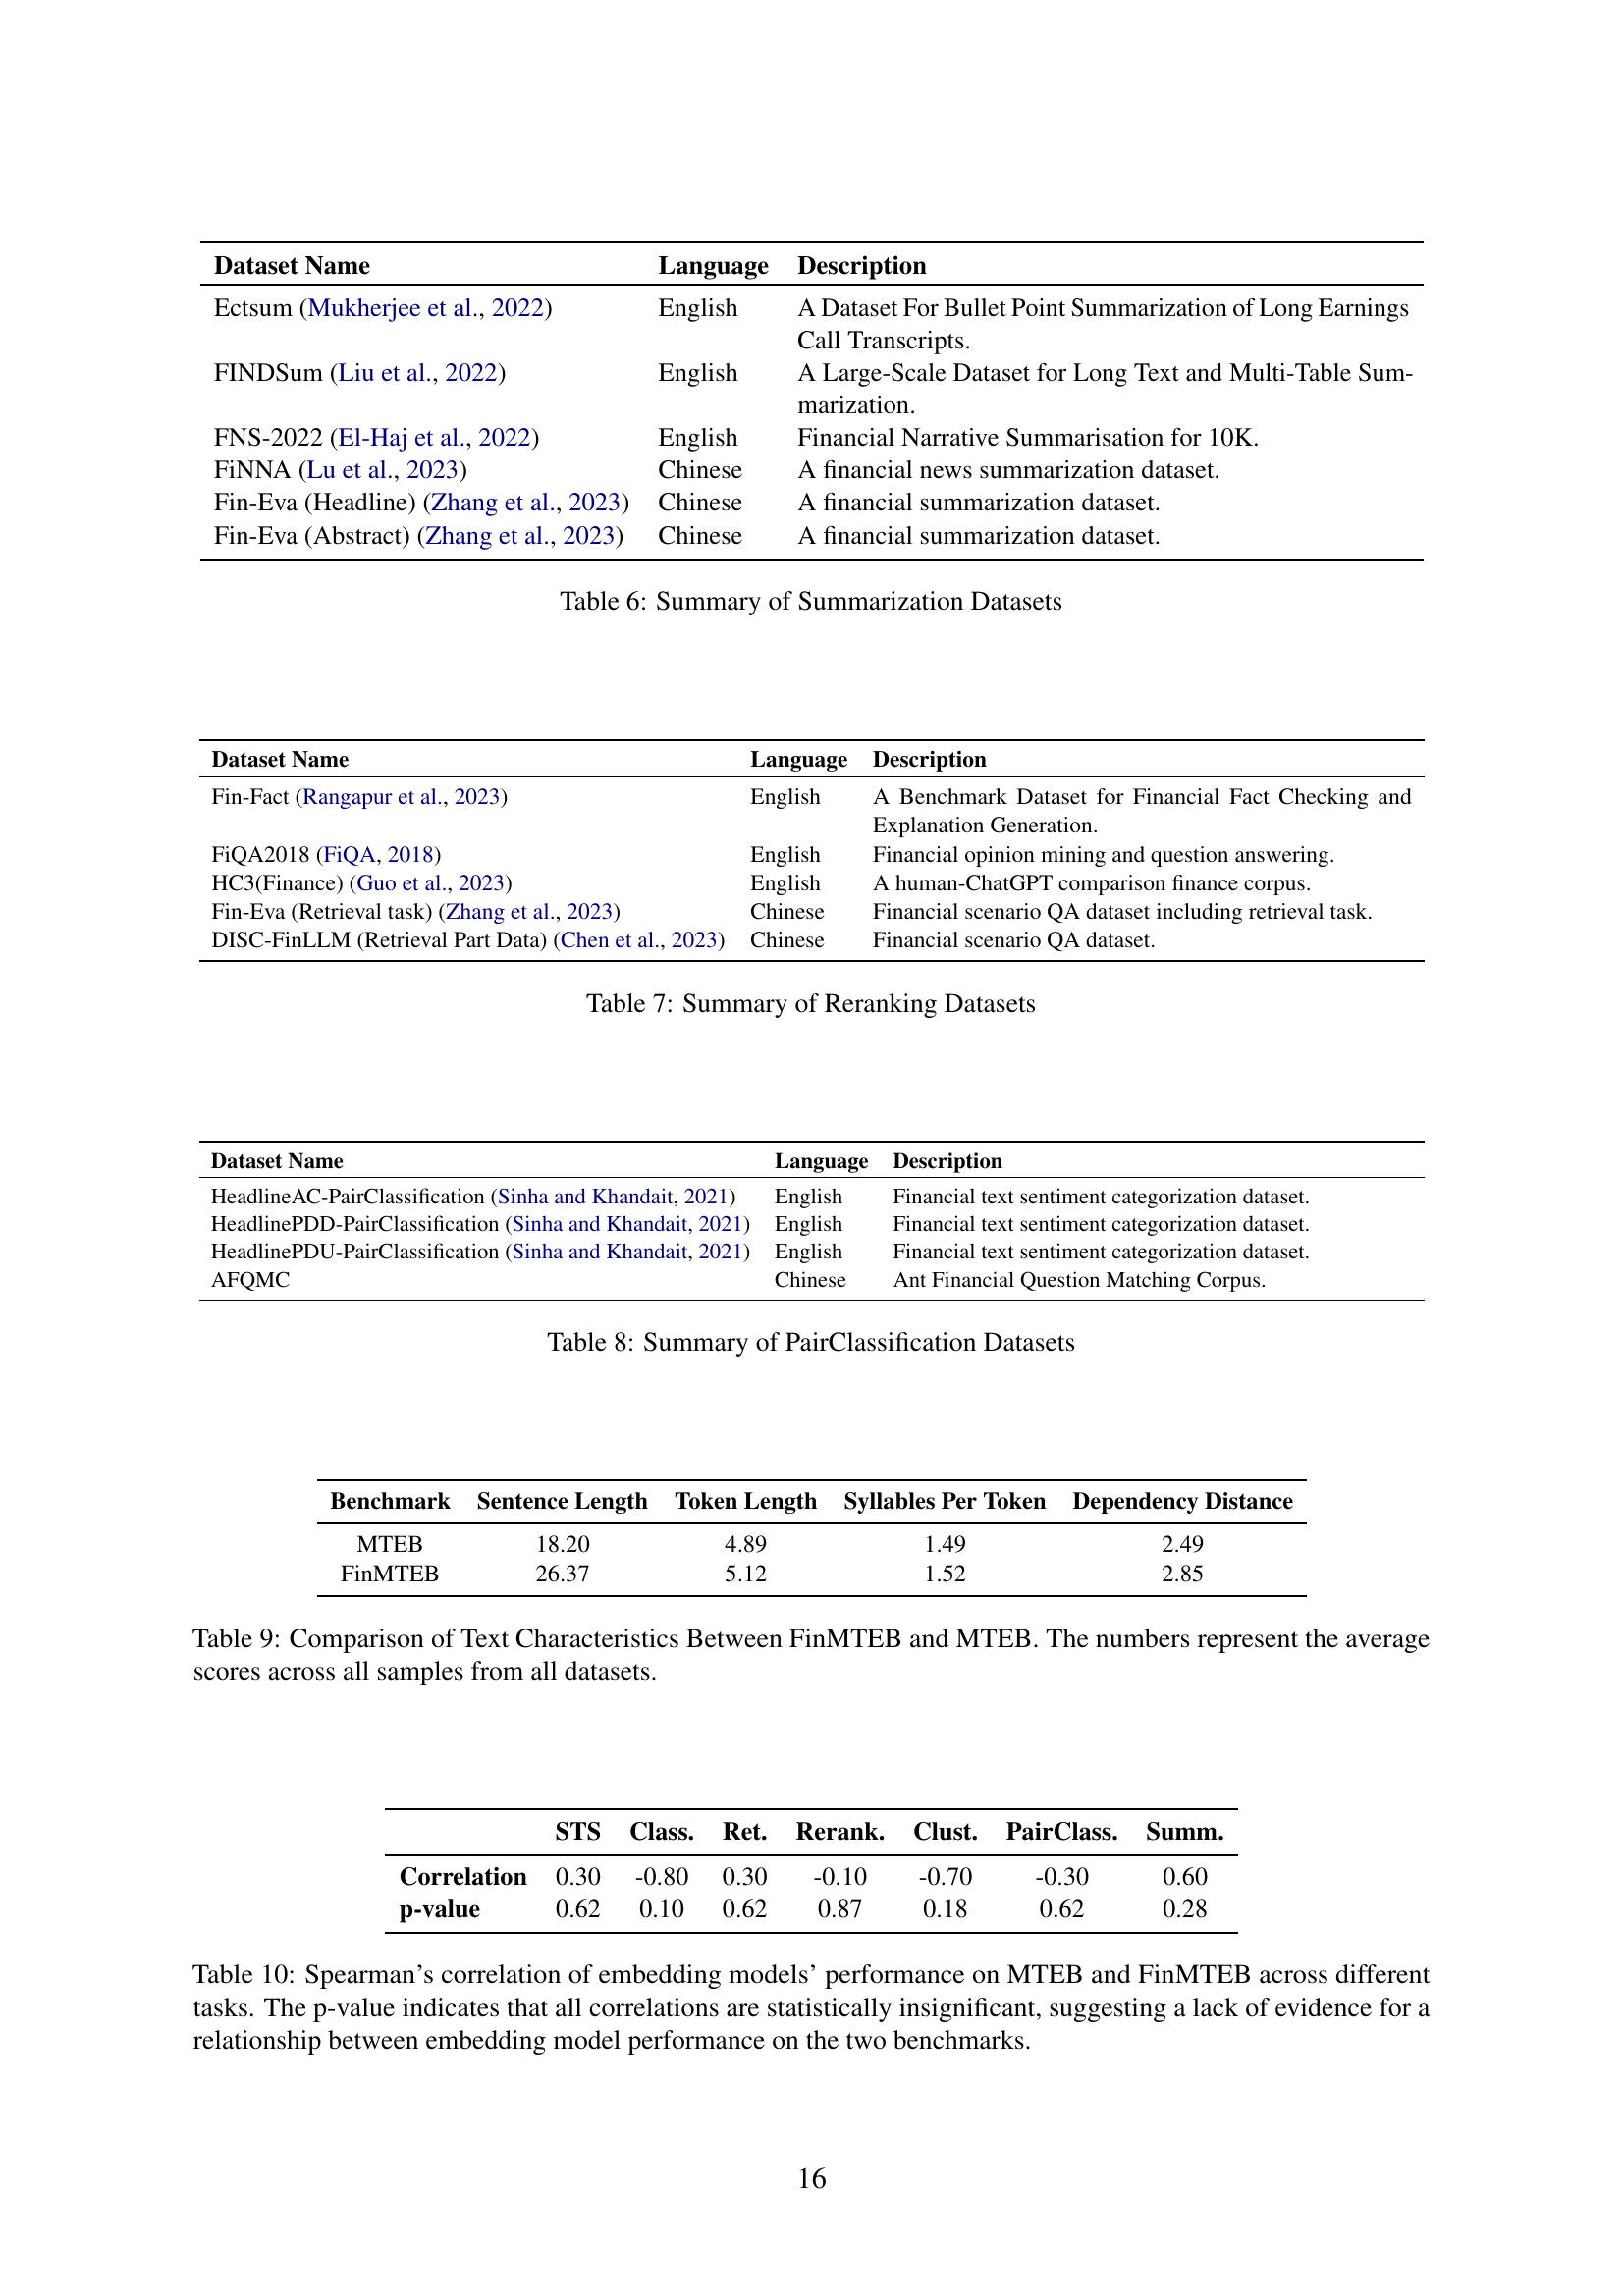 Dataset Name Language Description
Ectsum (Mukherjee et al., 2022) English A Dataset For Bullet Point Summarization of Long Earnings
Call Transcripts.
FINDSum (Liu et al., 2022) English A Large-Scale Dataset for Long Text and Multi-Table Sum-
marization.
FNS-2022 (El-Haj et al., 2022) English Financial Narrative Summarisation for 10K.
FiNNA (Lu et al., 2023) Chinese A financial news summarization dataset.
Fin-Eva (Headline) (Zhang et al., 2023) Chinese A financial summarization dataset.
Fin-Eva (Abstract) (Zhang et al., 2023) Chinese A financial summarization dataset.
Table 6: Summary of Summarization Datasets
Dataset Name Language Description
Fin-Fact (Rangapur et al., 2023) English A Benchmark Dataset for Financial Fact Checking and
Explanation Generation.
FiQA2018 (FiQA, 2018) English Financial opinion mining and question answering.
HC3(Finance) (Guo et al., 2023) English A human-ChatGPT comparison finance corpus.
Fin-Eva (Retrieval task) (Zhang et al., 2023) Chinese Financial scenario QA dataset including retrieval task.
DISC-FinLLM (Retrieval Part Data) (Chen et al., 2023) Chinese Financial scenario QA dataset.
Table 7: Summary of Reranking Datasets
Dataset Name Language Description
HeadlineAC-PairClassification (Sinha and Khandait, 2021) English Financial text sentiment categorization dataset.
HeadlinePDD-PairClassification (Sinha and Khandait, 2021) English Financial text sentiment categorization dataset.
HeadlinePDU-PairClassification (Sinha and Khandait, 2021) English Financial text sentiment categorization dataset.
AFQMC Chinese Ant Financial Question Matching Corpus.
Table 8: Summary of PairClassification Datasets
Benchmark Sentence Length Token Length Syllables Per Token Dependency Distance
MTEB 18.20 4.89 1.49 2.49
FinMTEB 26.37 5.12 1.52 2.85
Table 9: Comparison of Text Characteristics Between FinMTEB and MTEB. The numbers represent the average
scores across all samples from all datasets.
STS Class. Ret. Rerank. Clust. PairClass. Summ.
Correlation 0.30 -0.80 0.30 -0.10 -0.70 -0.30 0.60
p-value 0.62 0.10 0.62 0.87 0.18 0.62 0.28
Table 10: Spearman's correlation of embedding models' performance on MTEB and FinMTEB across different
tasks. The p-value indicates that all correlations are statistically insignificant, suggesting a lack of evidence for a
relationship between embedding model performance on the two benchmarks.
16